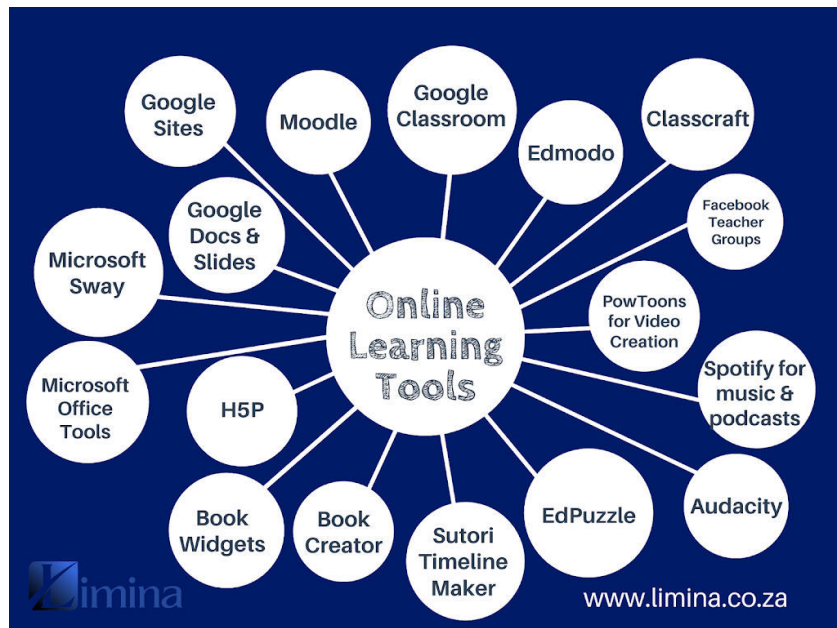 Google
Sites
Moodle
Google
Classroom
Edmodo
Classcraft
Google
Docs &
Slides
Facebook
Teacher
Groups
Microsoft
Sway
Online
Learning
Tools
PowToons
for Video
Creation
Microsoft
Office
Tools
H5P
Spotify for
music &
podcasts
Book
Widgets
Book
Creator
Sutori
Timeline
Maker
EdPuzzle
Audacity
Limina
www.limina.co.za